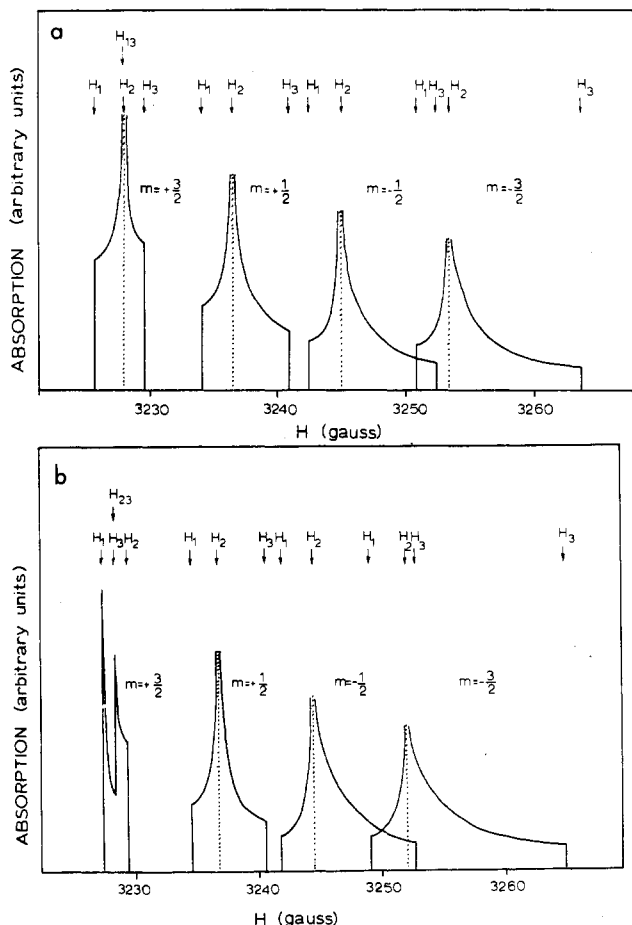 a
H13
H1 H2 H3 H1 H2 H3 H1 H2 H1 H3 H2 H3
m=+3/2 m=+1/2 m=-1/2 m=-3/2
ABSORPTION (arbitrary units)
3230 3240 3250 3260
H (gauss)
b
H23
H1 H3 H2 H1 H2 H3 H1 H2 H1 H2 H3 H3
m=+3/2 m=+1/2 m=-1/2 m=-3/2
ABSORPTION (arbitrary units)
3230 3240 3250 3260
H (gauss)